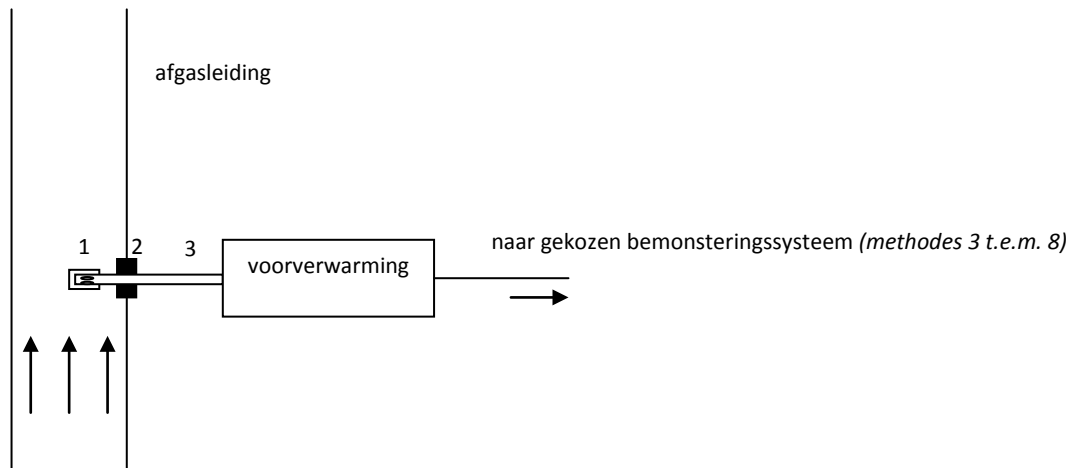 afgasleiding
1 2 3
voorverwarming
naar gekozen bemonsteringssysteem (methodes 3 t.e.m. 8)